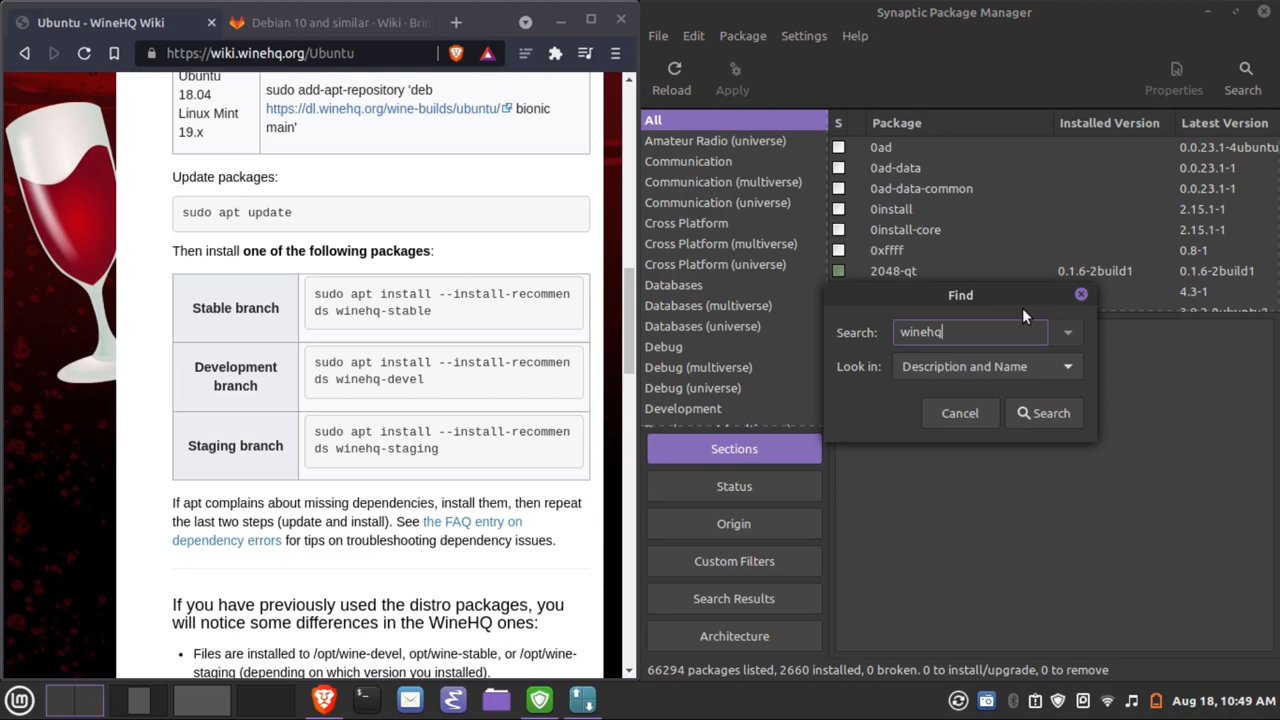 Ubuntu - WineHQ Wiki
Debian 10 and similar · Wiki · Brin
https://wiki.winehq.org/Ubuntu
Ubuntu
18.04
Linux Mint
19.x
sudo add-apt-repository 'deb
https://dl.winehq.org/wine-builds/ubuntu/ bionic
main'
Update packages:
sudo apt update
Then install one of the following packages:
Stable branch
sudo apt install --install-recommen
ds winehq-stable
Development
branch
sudo apt install --install-recommen
ds winehq-devel
Staging branch
sudo apt install --install-recommen
ds winehq-staging
If apt complains about missing dependencies, install them, then repeat
the last two steps (update and install). See the FAQ entry on
dependency errors for tips on troubleshooting dependency issues.
If you have previously used the distro packages, you
will notice some differences in the WineHQ ones:
• Files are installed to /opt/wine-devel, opt/wine-stable, or /opt/wine-
staging (depending on which version you installed).
Synaptic Package Manager
File Edit Package Settings Help
Reload Apply Properties Search
All
Amateur Radio (universe)
Communication
Communication (multiverse)
Communication (universe)
Cross Platform
Cross Platform (multiverse)
Cross Platform (universe)
Databases
Databases (multiverse)
Databases (universe)
Debug
Debug (multiverse)
Debug (universe)
Development
S Package Installed Version Latest Version
0ad 0.0.23.1-4ubuntu
0ad-data 0.0.23.1-1
0ad-data-common 0.0.23.1-1
0install 2.15.1-1
0install-core 2.15.1-1
0xffff 0.8-1
2048-qt 0.1.6-2build1 0.1.6-2build1
4.3-1
Find
Search: winehq
Look in: Description and Name
Cancel Search
Sections
Status
Origin
Custom Filters
Search Results
Architecture
66294 packages listed, 2660 installed, 0 broken. 0 to install/upgrade, 0 to remove
Aug 18, 10:49 AM